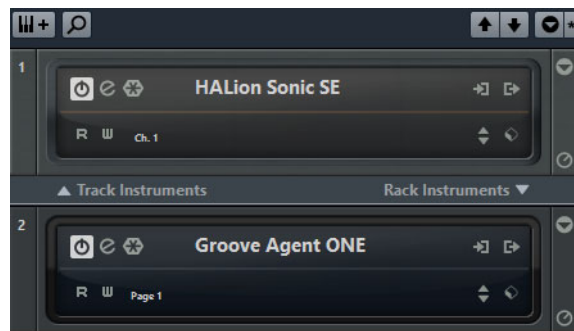 1
HALion Sonic SE
R W Ch. 1
Track Instruments Rack Instruments
2
Groove Agent ONE
R W Page 1